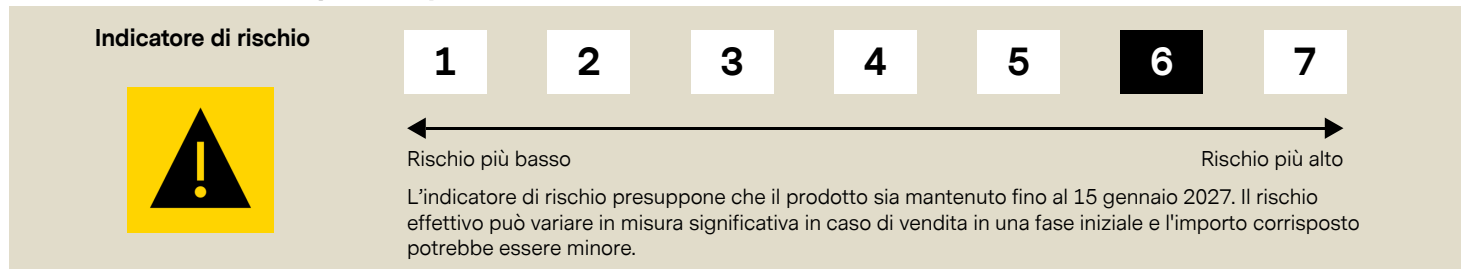 Indicatore di rischio
1 2 3 4 5 6 7
Rischio più basso Rischio più alto
L'indicatore di rischio presuppone che il prodotto sia mantenuto fino al 15 gennaio 2027. Il rischio
effettivo può variare in misura significativa in caso di vendita in una fase iniziale e l'importo corrisposto
potrebbe essere minore.